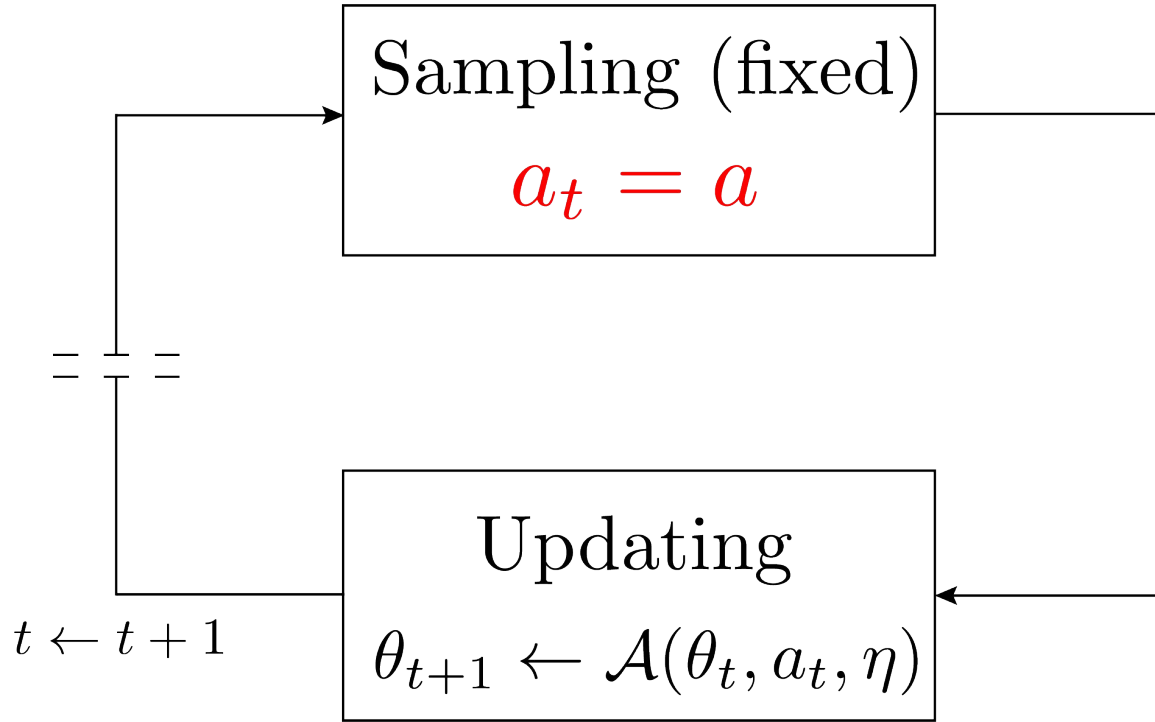 Sampling (fixed)
a_t = a
Updating
θ_{t+1} ← 𝒜(θ_t, a_t, η)
t ← t + 1